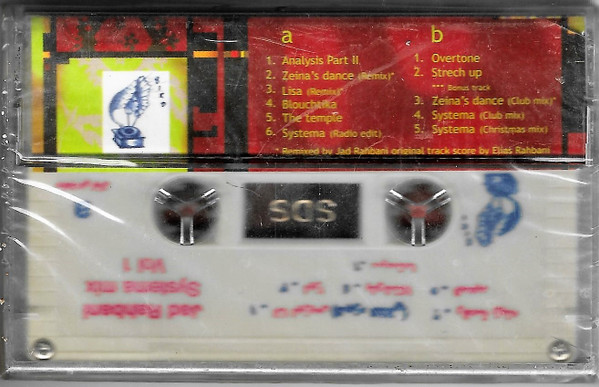 a
1. Analysis Part II
2. Zeina's dance (Remix)*
3. Lisa (Remix)*
4. Blouchtika
5. The temple
6. Systema (Radio edit)
b
1. Overtone
2. Strech up
*** Bonus track
3. Zeina's dance (Club mix)*
4. Systema (Club mix)
5. Systema (Christmas mix)
* Remixed by Jad Rahbani original track score by Elias Rahbani
SDS
a
Jad Rahbani
Systema mix
Vol 1